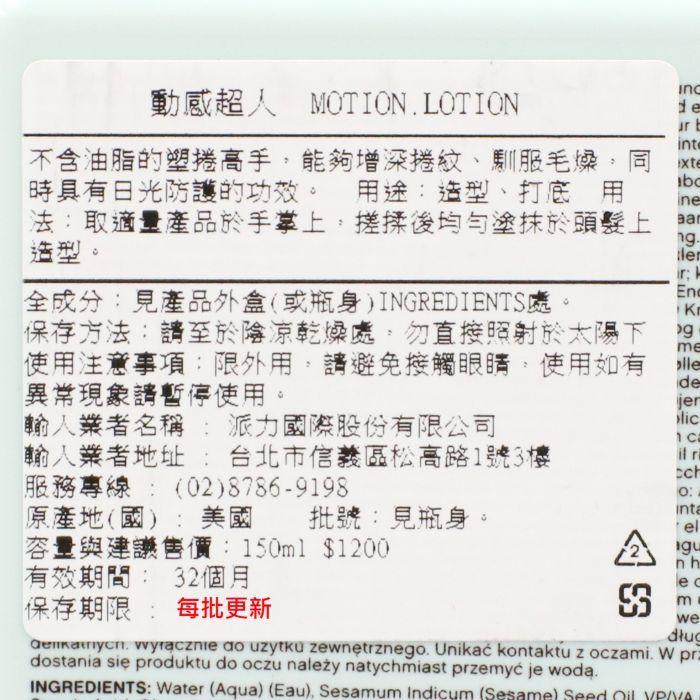 動感超人 MOTION.LOTION
不含油脂的塑捲高手，能夠增深捲紋、馴服毛燥，同
時具有日光防護的功效。 用途：造型、打底 用
法：取適量產品於手掌上，搓揉後均勻塗抹於頭髮上
造型。
全成分：見產品外盒(或瓶身)INGREDIENTS處。
保存方法：請至於陰涼乾燥處，勿直接照射於太陽下
使用注意事項：限外用，請避免接觸眼睛，使用如有
異常現象請暫停使用。
輸入業者名稱 : 派力國際股份有限公司
輸入業者地址 : 台北市信義區松高路1號3樓
服務專線 : (02)8786-9198
原產地(國) : 美國 批號：見瓶身。
容量與建議售價：150ml $1200
有效期間： 32個月
保存期限 : 每批更新
2
delikatnych. Wyłącznie do użytku zewnętrznego. Unikać kontaktu z oczami. W
dostania się produktu do oczu należy natychmiast przemyć je wodą.
INGREDIENTS: Water (Aqua) (Eau), Sesamum Indicum (Sesame) Seed Oil, VP/VA